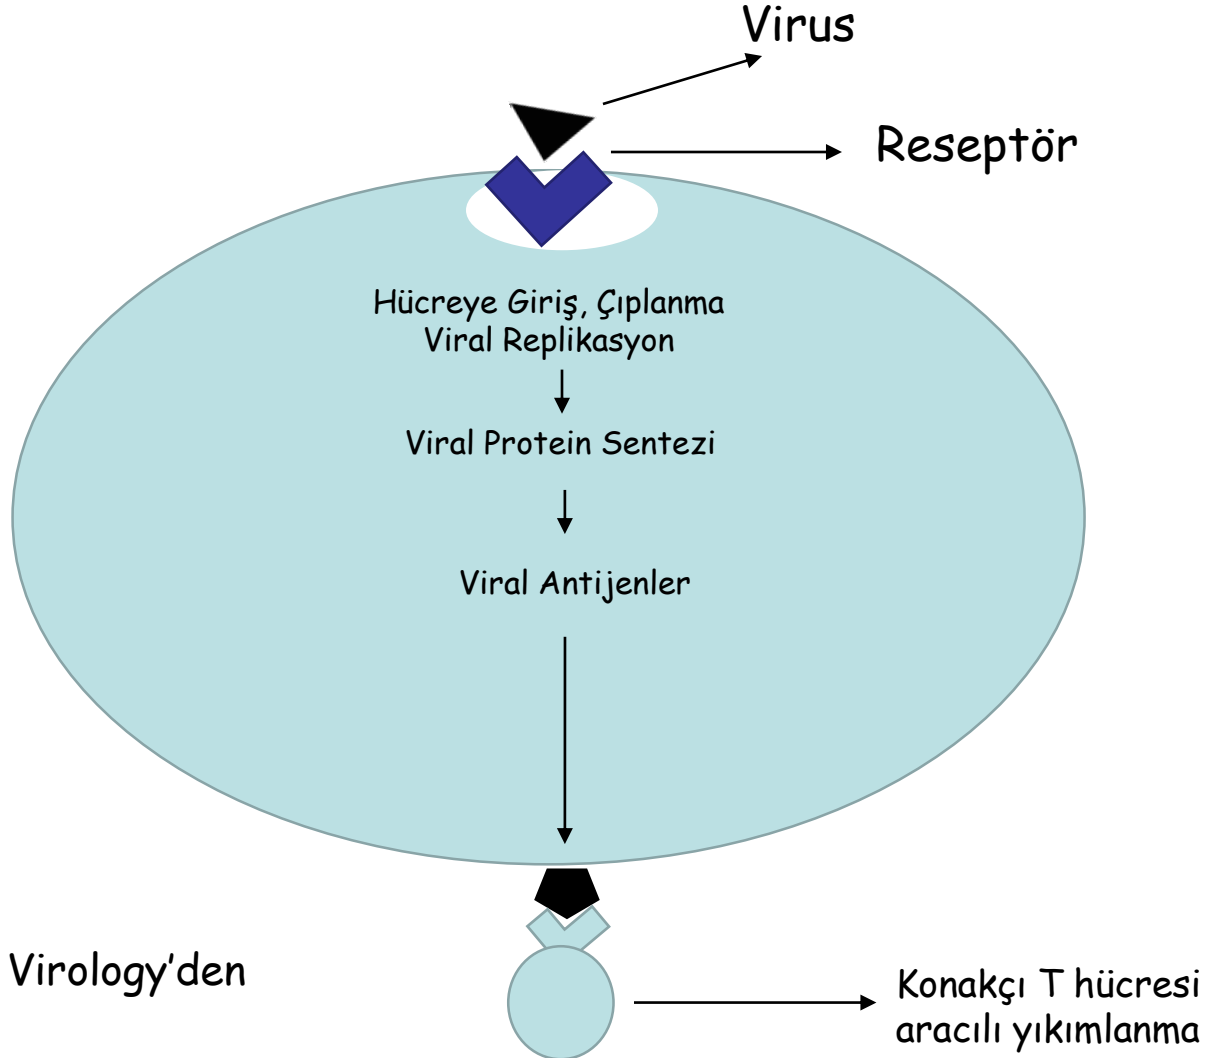 Virus
Reseptör
Hücreye Giriş, Çıplanma
Viral Replikasyon
Viral Protein Sentezi
Viral Antijenler
Virology’den
Konakçı T hücresi
aracılı yıkımlanma